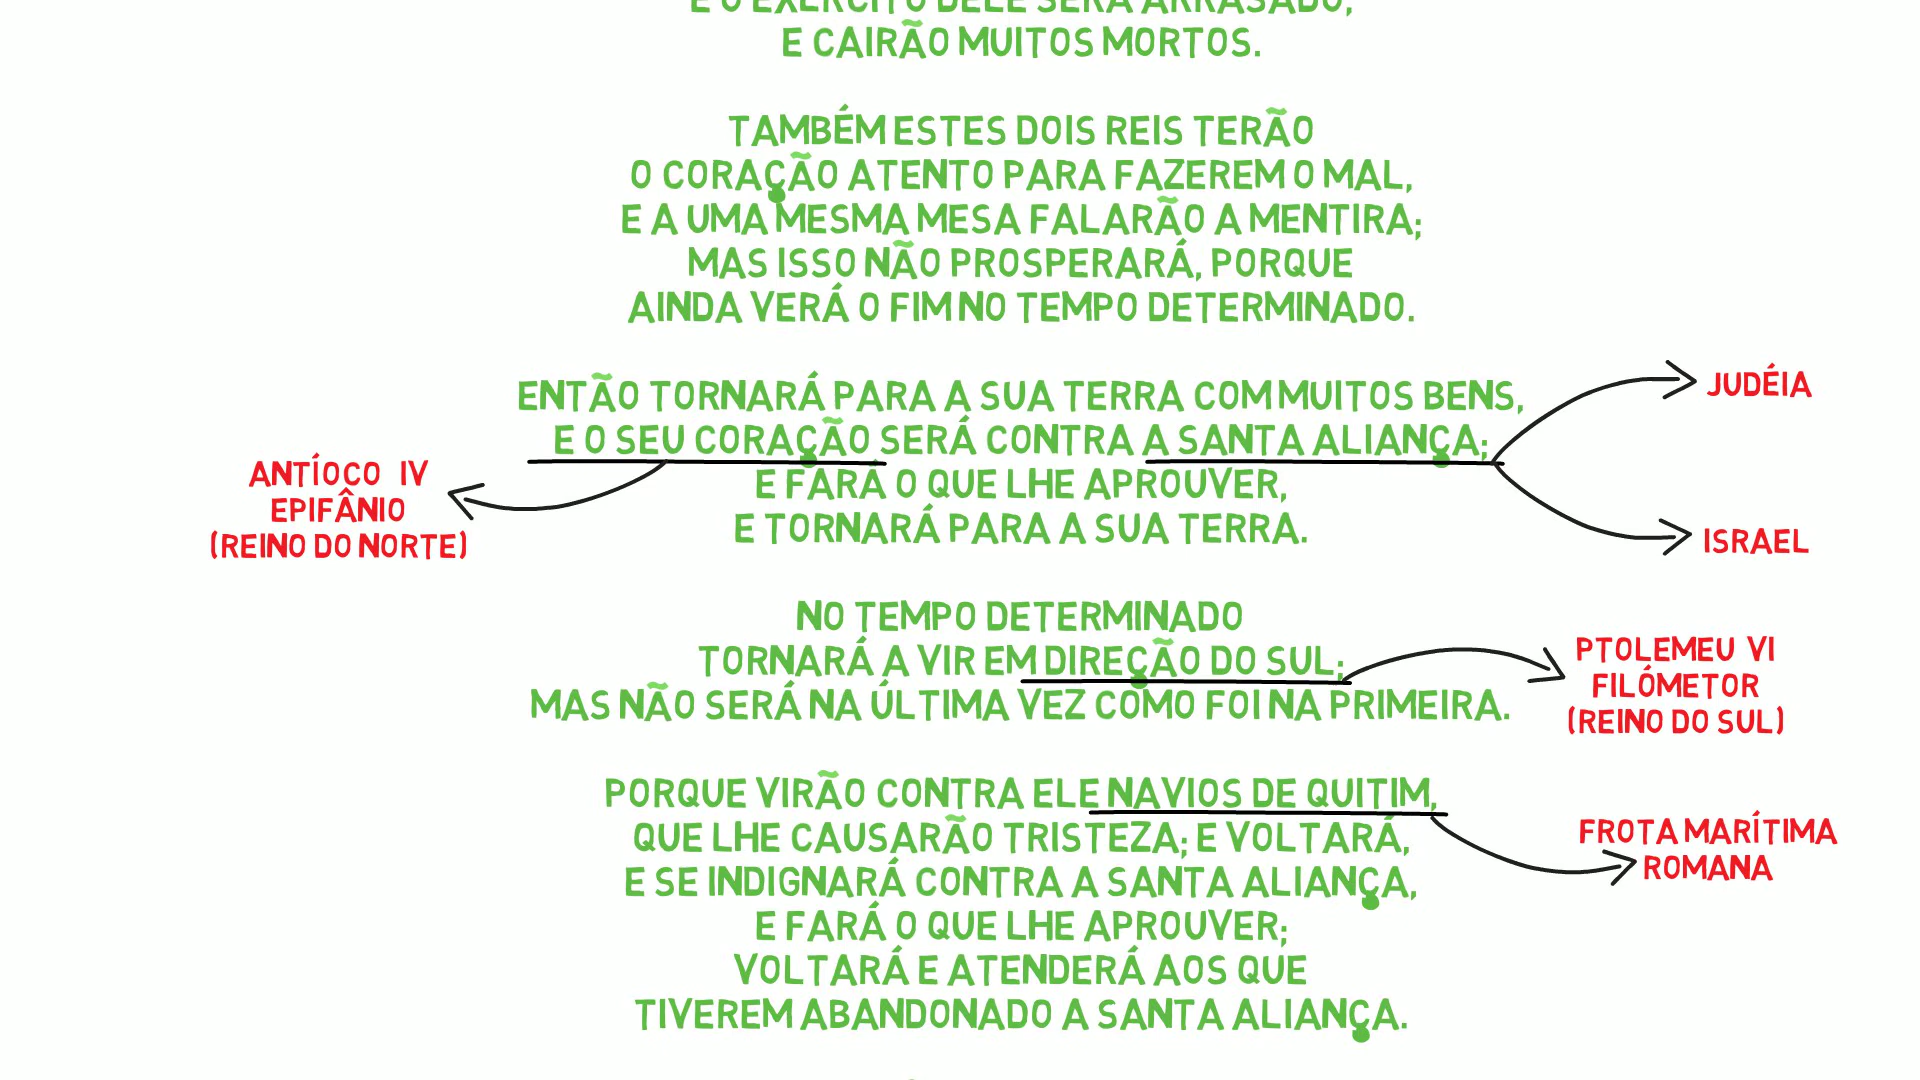 E O EXÉRCITO DELE SERÁ ARRASADO,
E CAIRÃO MUITOS MORTOS.
TAMBÉM ESTES DOIS REIS TERÃO
O CORAÇÃO ATENTO PARA FAZEREM O MAL,
E A UMA MESMA MESA FALARÃO A MENTIRA;
MAS ISSO NÃO PROSPERARÁ, PORQUE
AINDA VERÁ O FIM NO TEMPO DETERMINADO.
ENTÃO TORNARÁ PARA A SUA TERRA COM MUITOS BENS,
E O SEU CORAÇÃO SERÁ CONTRA A SANTA ALIANÇA;
E FARÁ O QUE LHE APROUVER,
E TORNARÁ PARA A SUA TERRA.
JUDÉIA
ISRAEL
ANTÍOCO IV
EPIFÂNIO
(REINO DO NORTE)
NO TEMPO DETERMINADO
TORNARÁ A VIR EM DIREÇÃO DO SUL;
MAS NÃO SERÁ NA ÚLTIMA VEZ COMO FOI NA PRIMEIRA.
PTOLEMEU VI
FILÓMETOR
(REINO DO SUL)
PORQUE VIRÃO CONTRA ELE NAVIOS DE QUITIM,
QUE LHE CAUSARÃO TRISTEZA; E VOLTARÁ,
E SE INDIGNARÁ CONTRA A SANTA ALIANÇA,
E FARÁ O QUE LHE APROUVER;
VOLTARÁ E ATENDERÁ AOS QUE
TIVEREM ABANDONADO A SANTA ALIANÇA.
FROTA MARÍTIMA
ROMANA